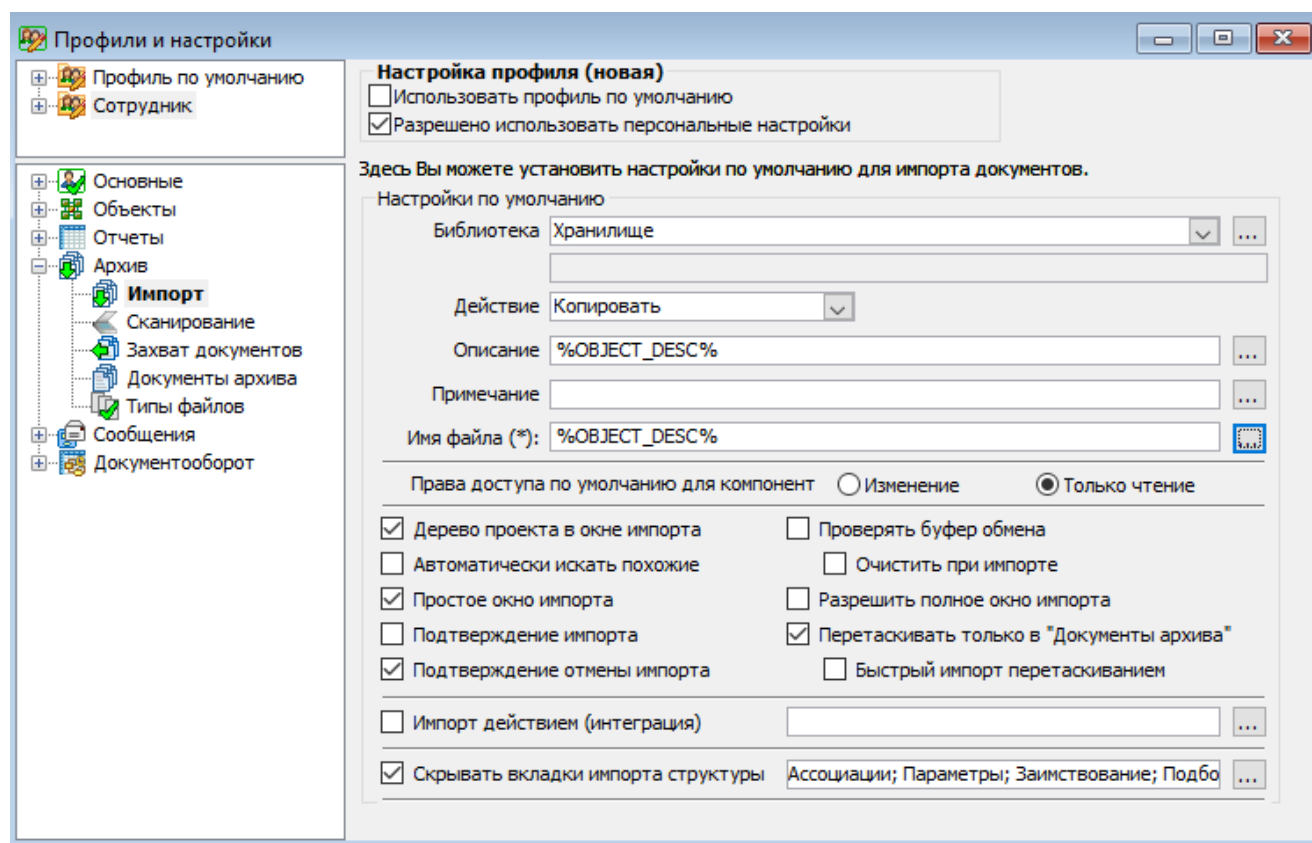 Профили и настройки
Профиль по умолчанию
Сотрудник
Основные
Объекты
Отчеты
Архив
Импорт
Сканирование
Захват документов
Документы архива
Типы файлов
Сообщения
Документооборот
Настройка профиля (новая)
Использовать профиль по умолчанию
Разрешено использовать персональные настройки
Здесь Вы можете установить настройки по умолчанию для импорта документов.
Настройки по умолчанию
Библиотека Хранилище ...
Действие Копировать
Описание %OBJECT_DESC% ...
Примечание ...
Имя файла (*): %OBJECT_DESC% ...
Права доступа по умолчанию для компонент Изменение Только чтение
Дерево проекта в окне импорта Проверять буфер обмена
Автоматически искать похожие Очистить при импорте
Простое окно импорта Разрешить полное окно импорта
Подтверждение импорта Перетаскивать только в "Документы архива"
Подтверждение отмены импорта Быстрый импорт перетаскиванием
Импорт действием (интеграция) ...
Скрывать вкладки импорта структуры Ассоциации; Параметры; Заимствование; Подбо ...